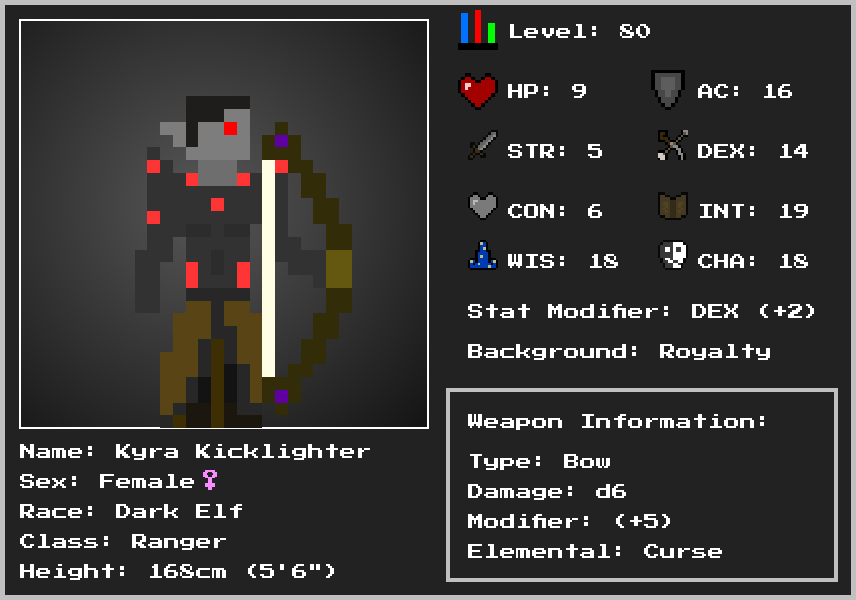 Level: 80
HP: 9
AC: 16
STR: 5
DEX: 14
CON: 6
INT: 19
WIS: 18
CHA: 18
Stat Modifier: DEX (+2)
Background: Royalty
Weapon Information:
Type: Bow
Damage: d6
Modifier: (+5)
Elemental: Curse
Name: Kyra Kicklighter
Sex: Female♀
Race: Dark Elf
Class: Ranger
Height: 168cm (5'6")